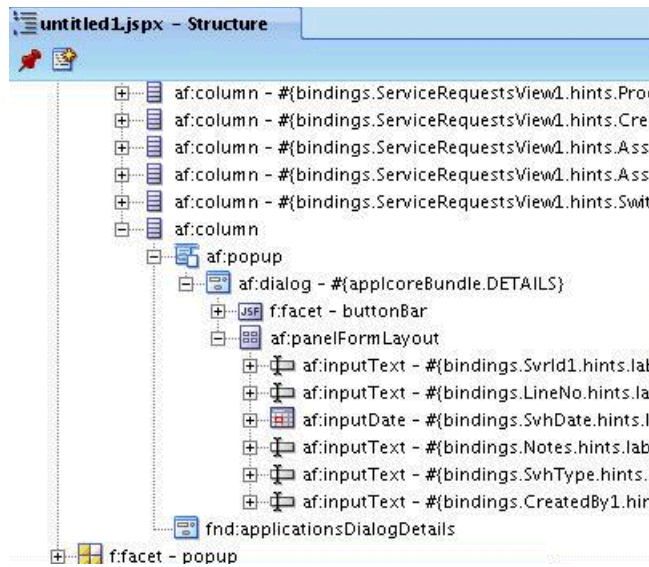 untitled1.jspx - Structure
af:column - #{bindings.ServiceRequestsView1.hints.Pro
af:column - #{bindings.ServiceRequestsView1.hints.Cre
af:column - #{bindings.ServiceRequestsView1.hints.Ass
af:column - #{bindings.ServiceRequestsView1.hints.Ass
af:column - #{bindings.ServiceRequestsView1.hints.Swit
af:column
af:popup
af:dialog - #{applcoreBundle.DETAILS}
JSF f:facet - buttonBar
af:panelFormLayout
af:inputText - #{bindings.SvrId1.hints.lab
af:inputText - #{bindings.LineNo.hints.la
af:inputDate - #{bindings.SvhDate.hints.l
af:inputText - #{bindings.Notes.hints.lab
af:inputText - #{bindings.SvhType.hints.
af:inputText - #{bindings.CreatedBy1.hin
fnd:applicationsDialogDetails
f:facet - popup